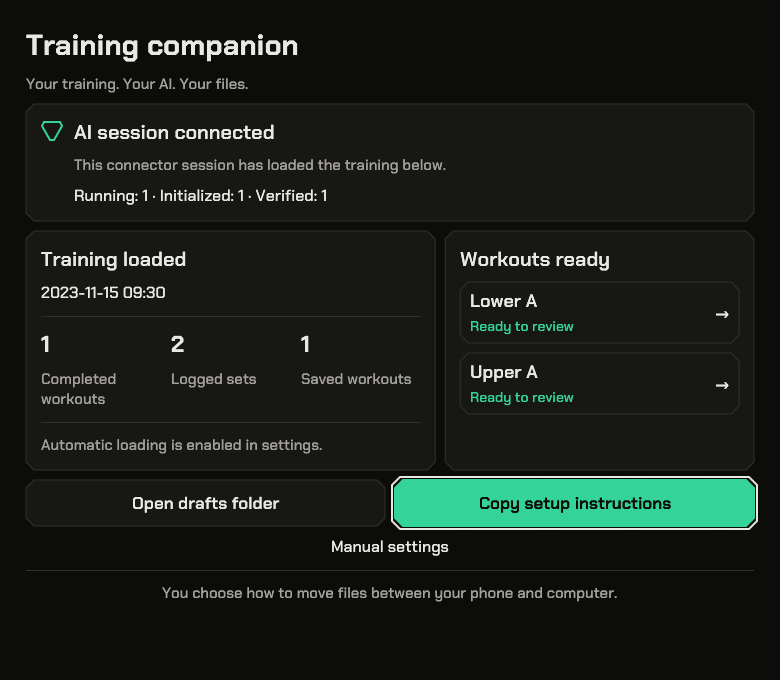 Training companion
Your training. Your AI. Your files.
AI session connected
This connector session has loaded the training below.
Running: 1 · Initialized: 1 · Verified: 1
Training loaded
2023-11-15 09:30
1
Completed
workouts
2
Logged sets
1
Saved workouts
Automatic loading is enabled in settings.
Workouts ready
Lower A
Ready to review
→
Upper A
Ready to review
→
Open drafts folder
Copy setup instructions
Manual settings
You choose how to move files between your phone and computer.